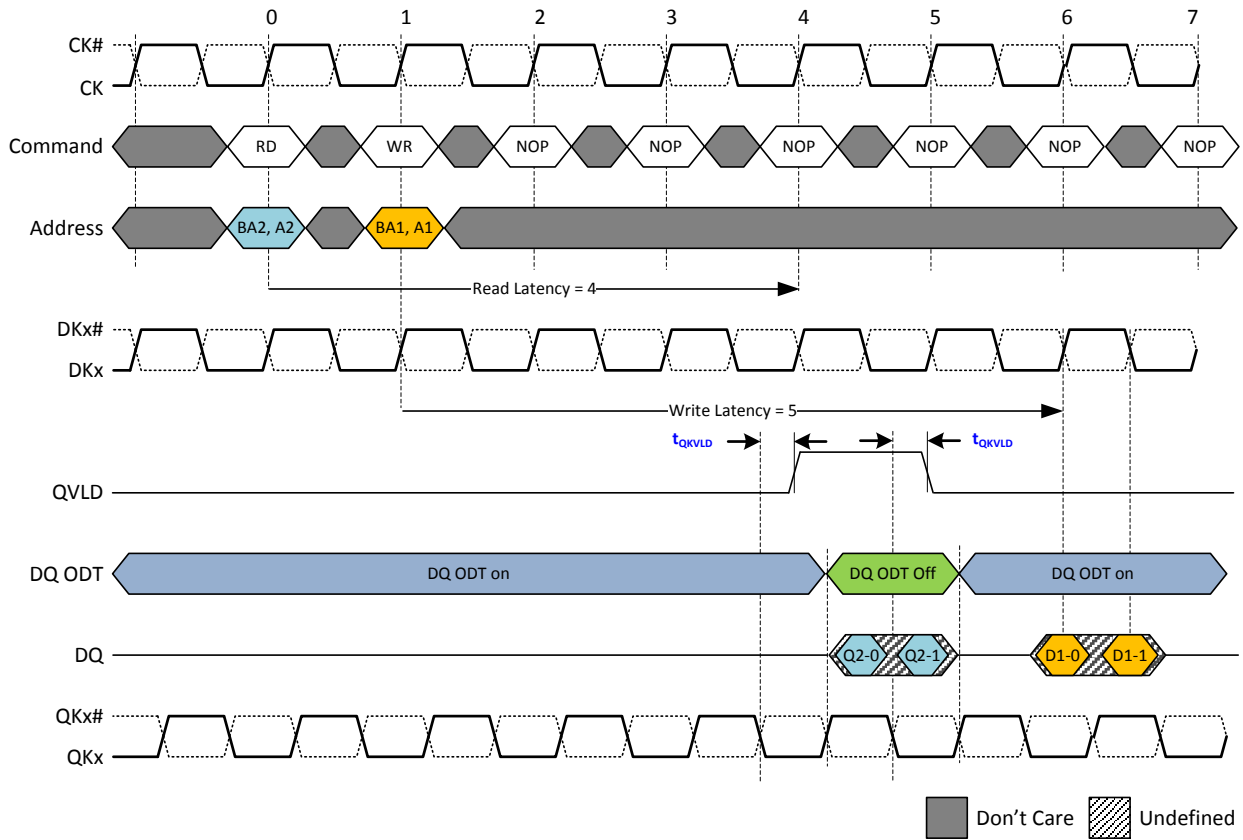 0 1 2 3 4 5 6 7
CK#
CK
Command RD WR NOP NOP NOP NOP NOP NOP
Address BA2, A2 BA1, A1
Read Latency = 4
DKx#
DKx
Write Latency = 5
tQKVLD tQKVLD
QVLD
DQ ODT DQ ODT on DQ ODT Off DQ ODT on
DQ Q2-0 Q2-1 D1-0 D1-1
QKx#
QKx
Don't Care Undefined